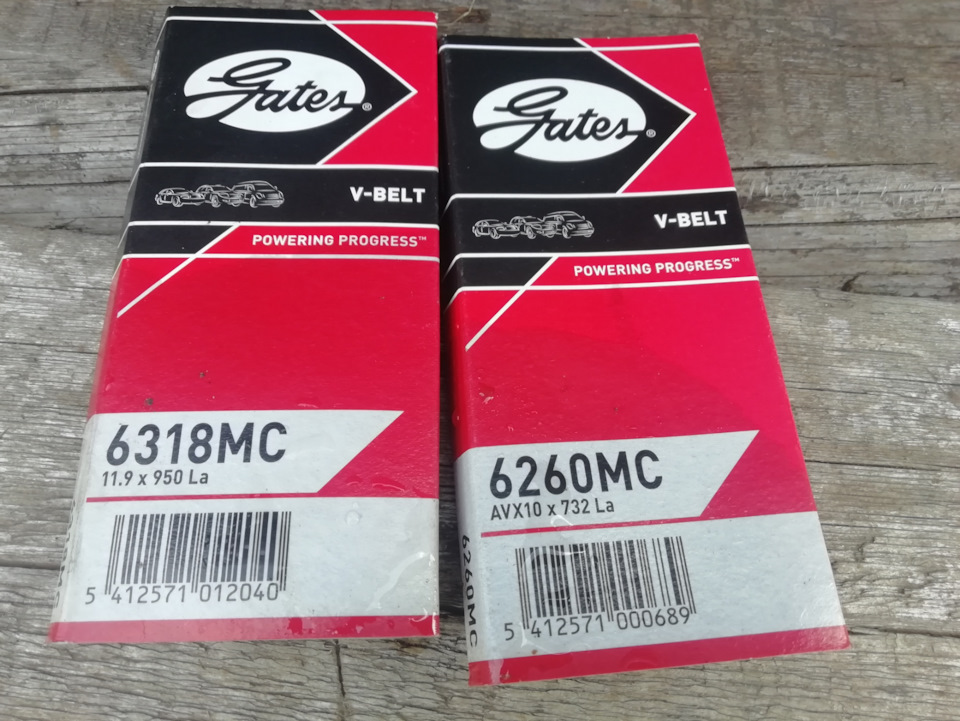 Gates®
V-BELT
POWERING PROGRESS™
6318MC
11.9 x 950 La
5 412571 012040
Gates®
V-BELT
POWERING PROGRESS™
6260MC
AVX10 x 732 La
5 412571 000689
6260MC